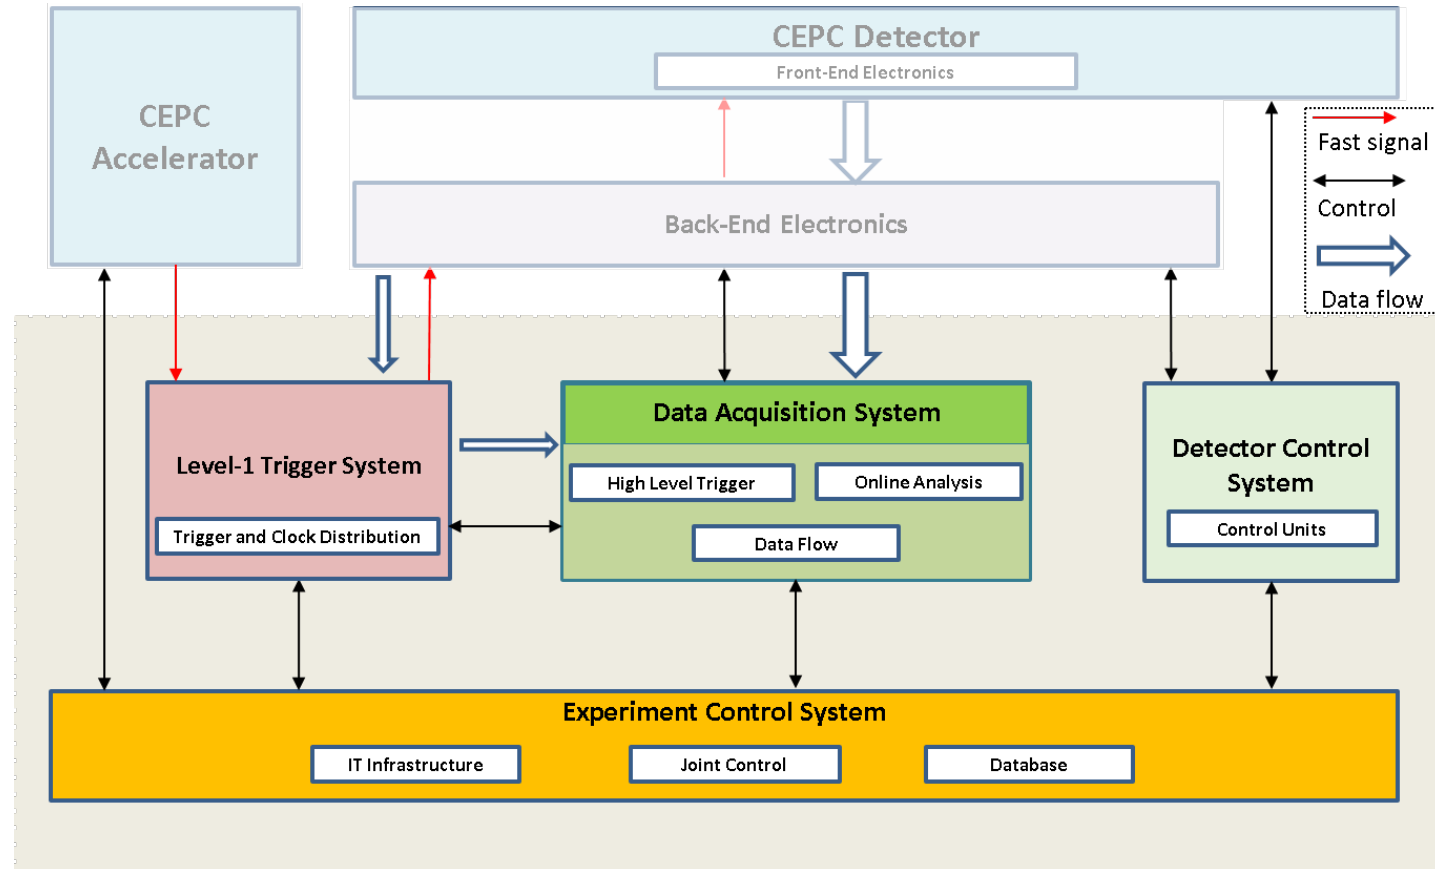 CEPC
Accelerator
CEPC Detector
Front-End Electronics
Fast signal
Control
Data flow
Back-End Electronics
Level-1 Trigger System
Trigger and Clock Distribution
Data Acquisition System
High Level Trigger
Online Analysis
Data Flow
Detector Control
System
Control Units
Experiment Control System
IT Infrastructure
Joint Control
Database